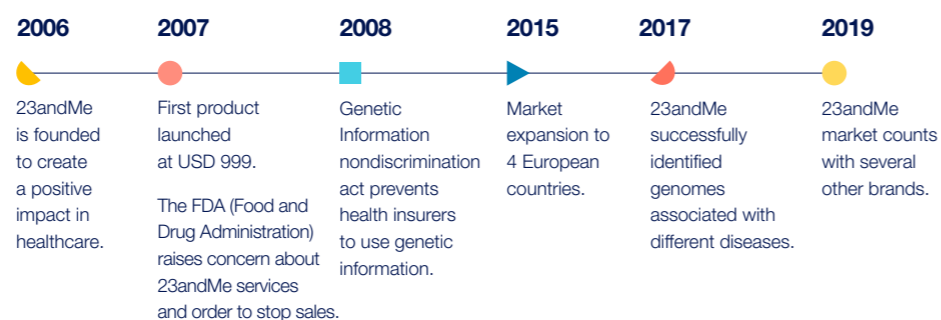 2006
23andMe
is founded
to create
a positive
impact in
healthcare.
2007
First product
launched
at USD 999.
The FDA (Food and
Drug Administration)
raises concern about
23andMe services
and order to stop sales.
2008
Genetic
Information
nondiscrimination
act prevents
health insurers
to use genetic
information.
2015
Market
expansion to
4 European
countries.
2017
23andMe
successfully
identified
genomes
associated with
different diseases.
2019
23andMe
market counts
with several
other brands.